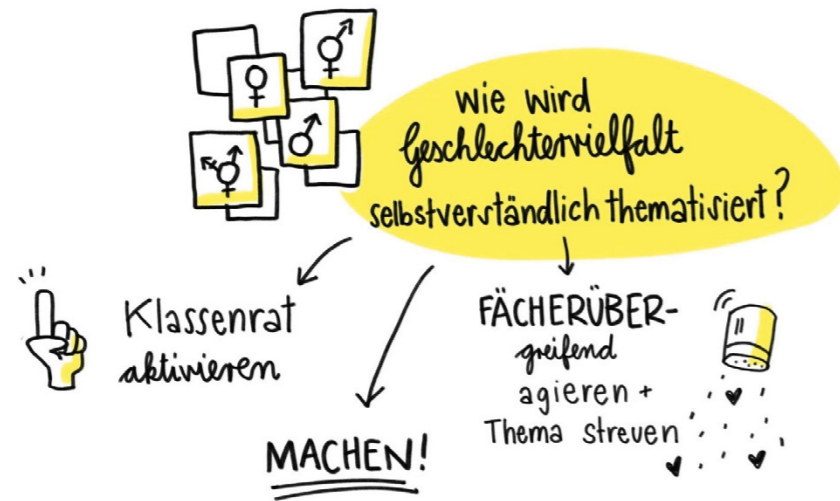 wie wird
Geschlechtervielfalt
selbstverständlich thematisiert?
Klassenrat
aktivieren
MACHEN!
FÄCHERÜBER-
greifend
agieren +
Thema streuen